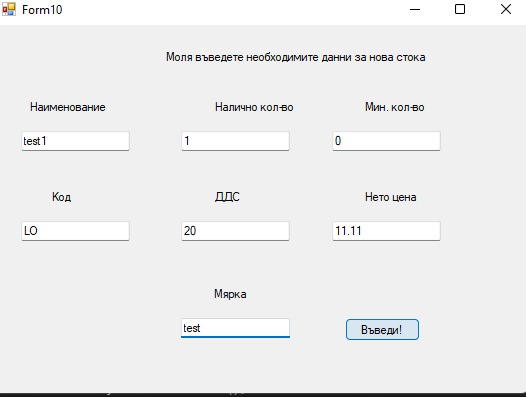 Form10
Моля въведете необходимите данни за нова стока
Наименование Налично кол-во Мин. кол-во
test1 1 0
Код ДДС Нето цена
LO 20 11.11
Мярка
test Въведи!